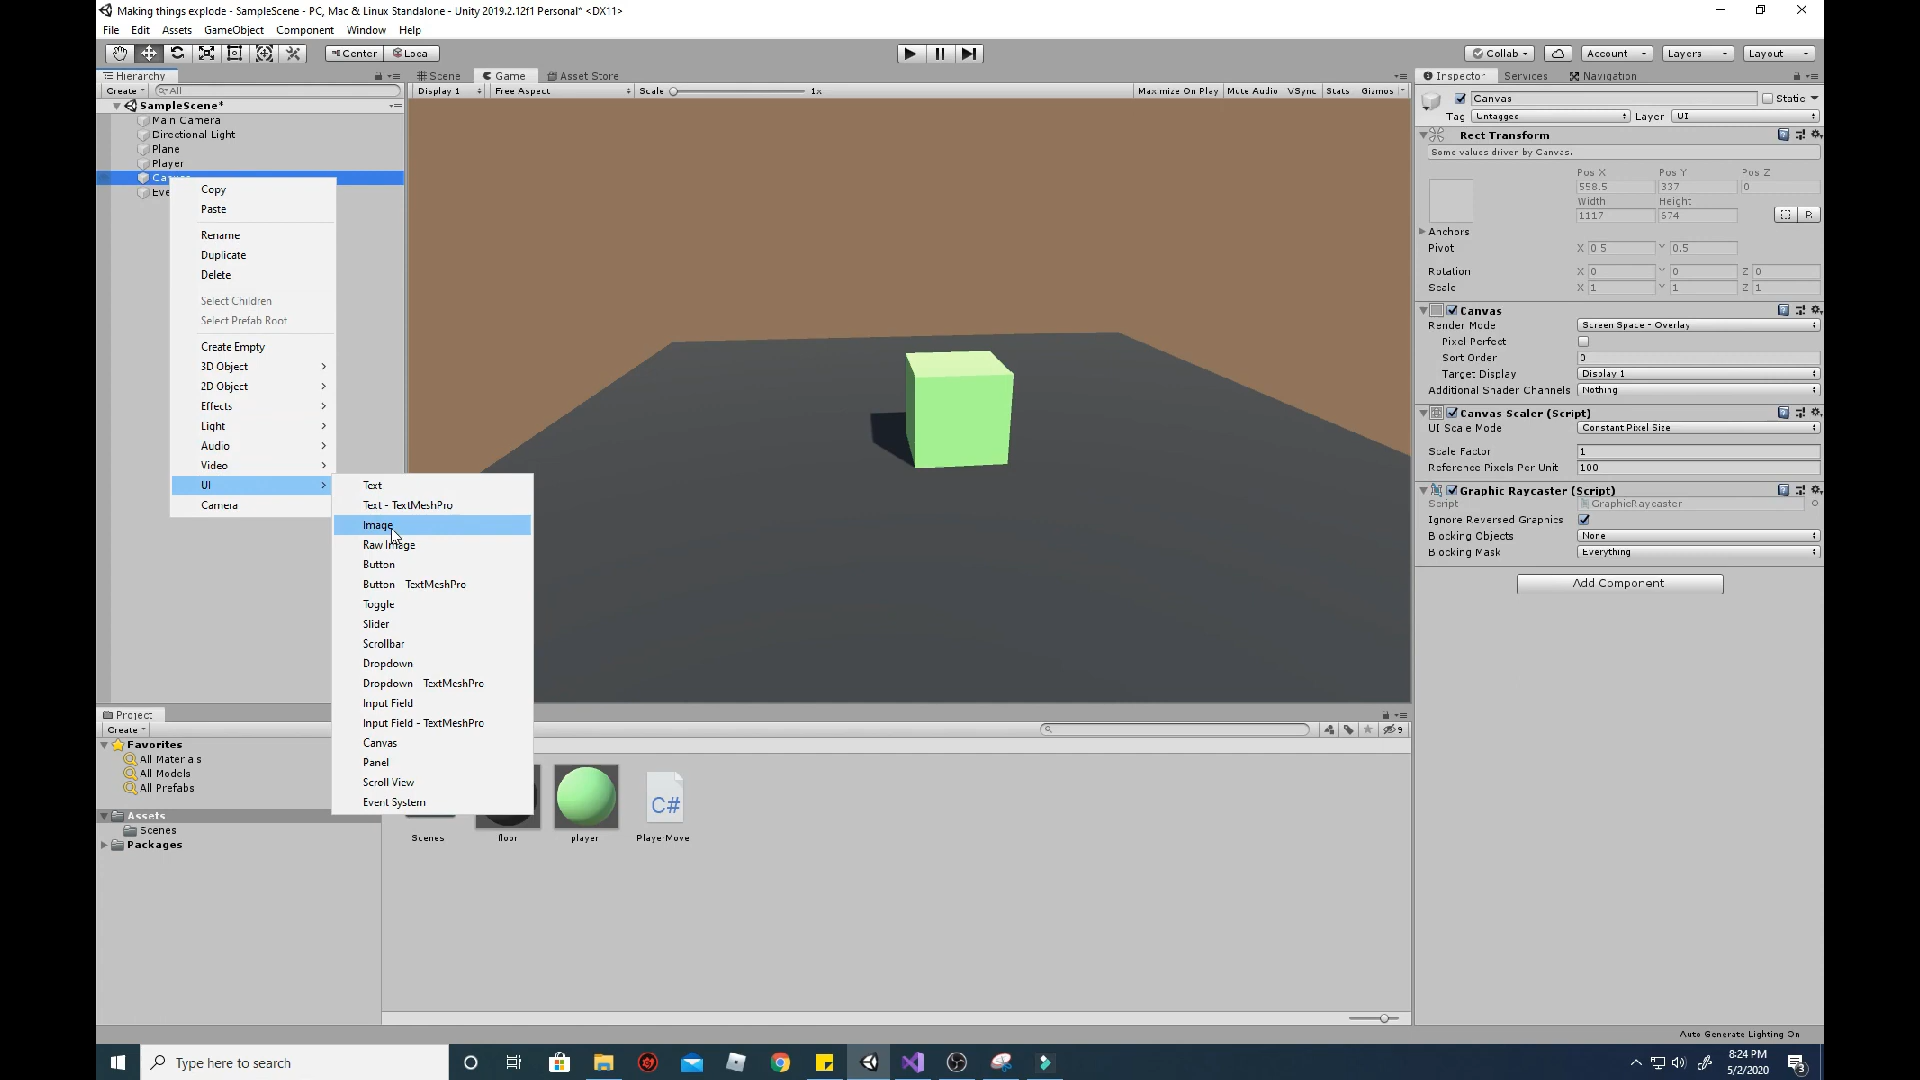 Making things explode - SampleScene - PC, Mac & Linux Standalone - Unity 2019.2.12f1 Personal* <DX11>
File Edit Assets GameObject Component Window Help
Center Loca
Collab Account Layers Layout
Hierarchy
Scene Game Asset Store
Inspector Services Navigation
Create All
Display 1 Free Aspect Scale 1x Maximize On Play Mute Audio VSync Stats Gizmos
SampleScene*
Main Camera
Directional Light
Plane
Player
Copy
Paste
Rename
Duplicate
Delete
Select Children
Select Prefab Root
Create Empty
3D Object
2D Object
Effects
Light
Audio
Video
UI
Camera
Text
Text - TextMeshPro
Image
Raw Image
Button
Button - TextMeshPro
Toggle
Slider
Scrollbar
Dropdown
Dropdown - TextMeshPro
Input Field
Input Field - TextMeshPro
Canvas
Panel
Scroll View
Event System
Canvas Static
Tag Untagged Layer UI
Rect Transform
Some values driven by Canvas.
Pos X Pos Y Pos Z
558.5 337 0
Width Height
1117 674
R
Anchors
Pivot X 0.5 Y 0.5
Rotation X 0 Y 0 Z 0
Scale X 1 Y 1 Z 1
Canvas
Render Mode Screen Space - Overlay
Pixel Perfect
Sort Order 0
Target Display Display 1
Additional Shader Channels Nothing
Canvas Scaler (Script)
UI Scale Mode Constant Pixel Size
Scale Factor 1
Reference Pixels Per Unit 100
Graphic Raycaster (Script)
Script GraphicRaycaster
Ignore Reversed Graphics
Blocking Objects None
Blocking Mask Everything
Add Component
Project
Create 9
Favorites
All Materials
All Models
All Prefabs
Assets
Scenes
Packages
C#
Scenes floor player PlayerMove
Auto Generate Lighting On
Type here to search
8:24 PM
5/2/2020
3